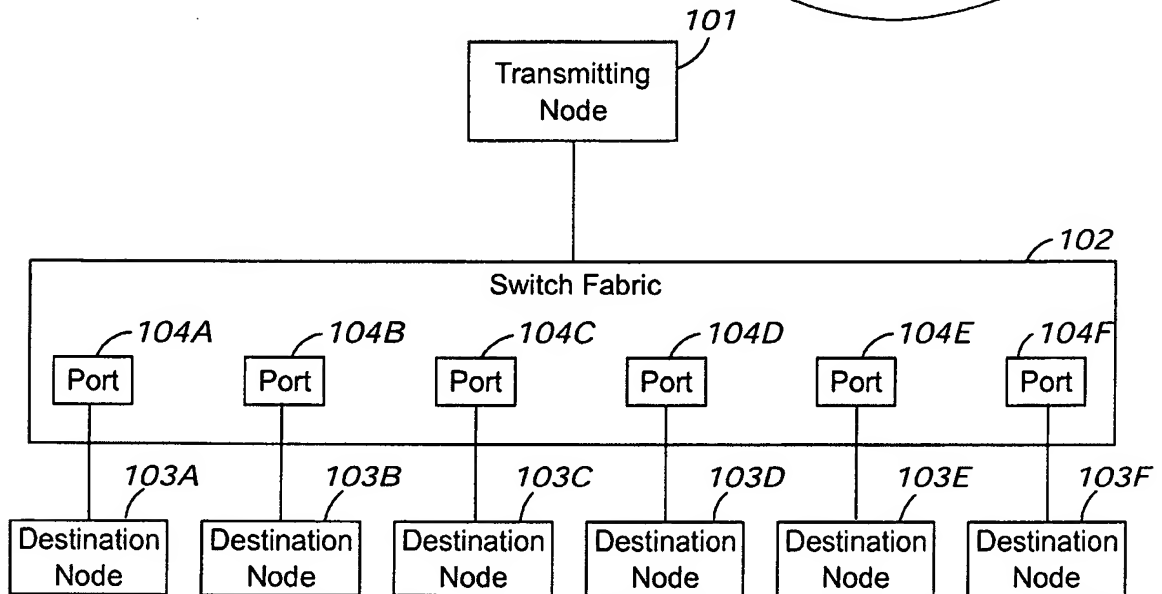 101
Transmitting
Node
102
Switch Fabric
104A 104B 104C 104D 104E 104F
Port Port Port Port Port Port
103A 103B 103C 103D 103E 103F
Destination Destination Destination Destination Destination Destination
Node Node Node Node Node Node